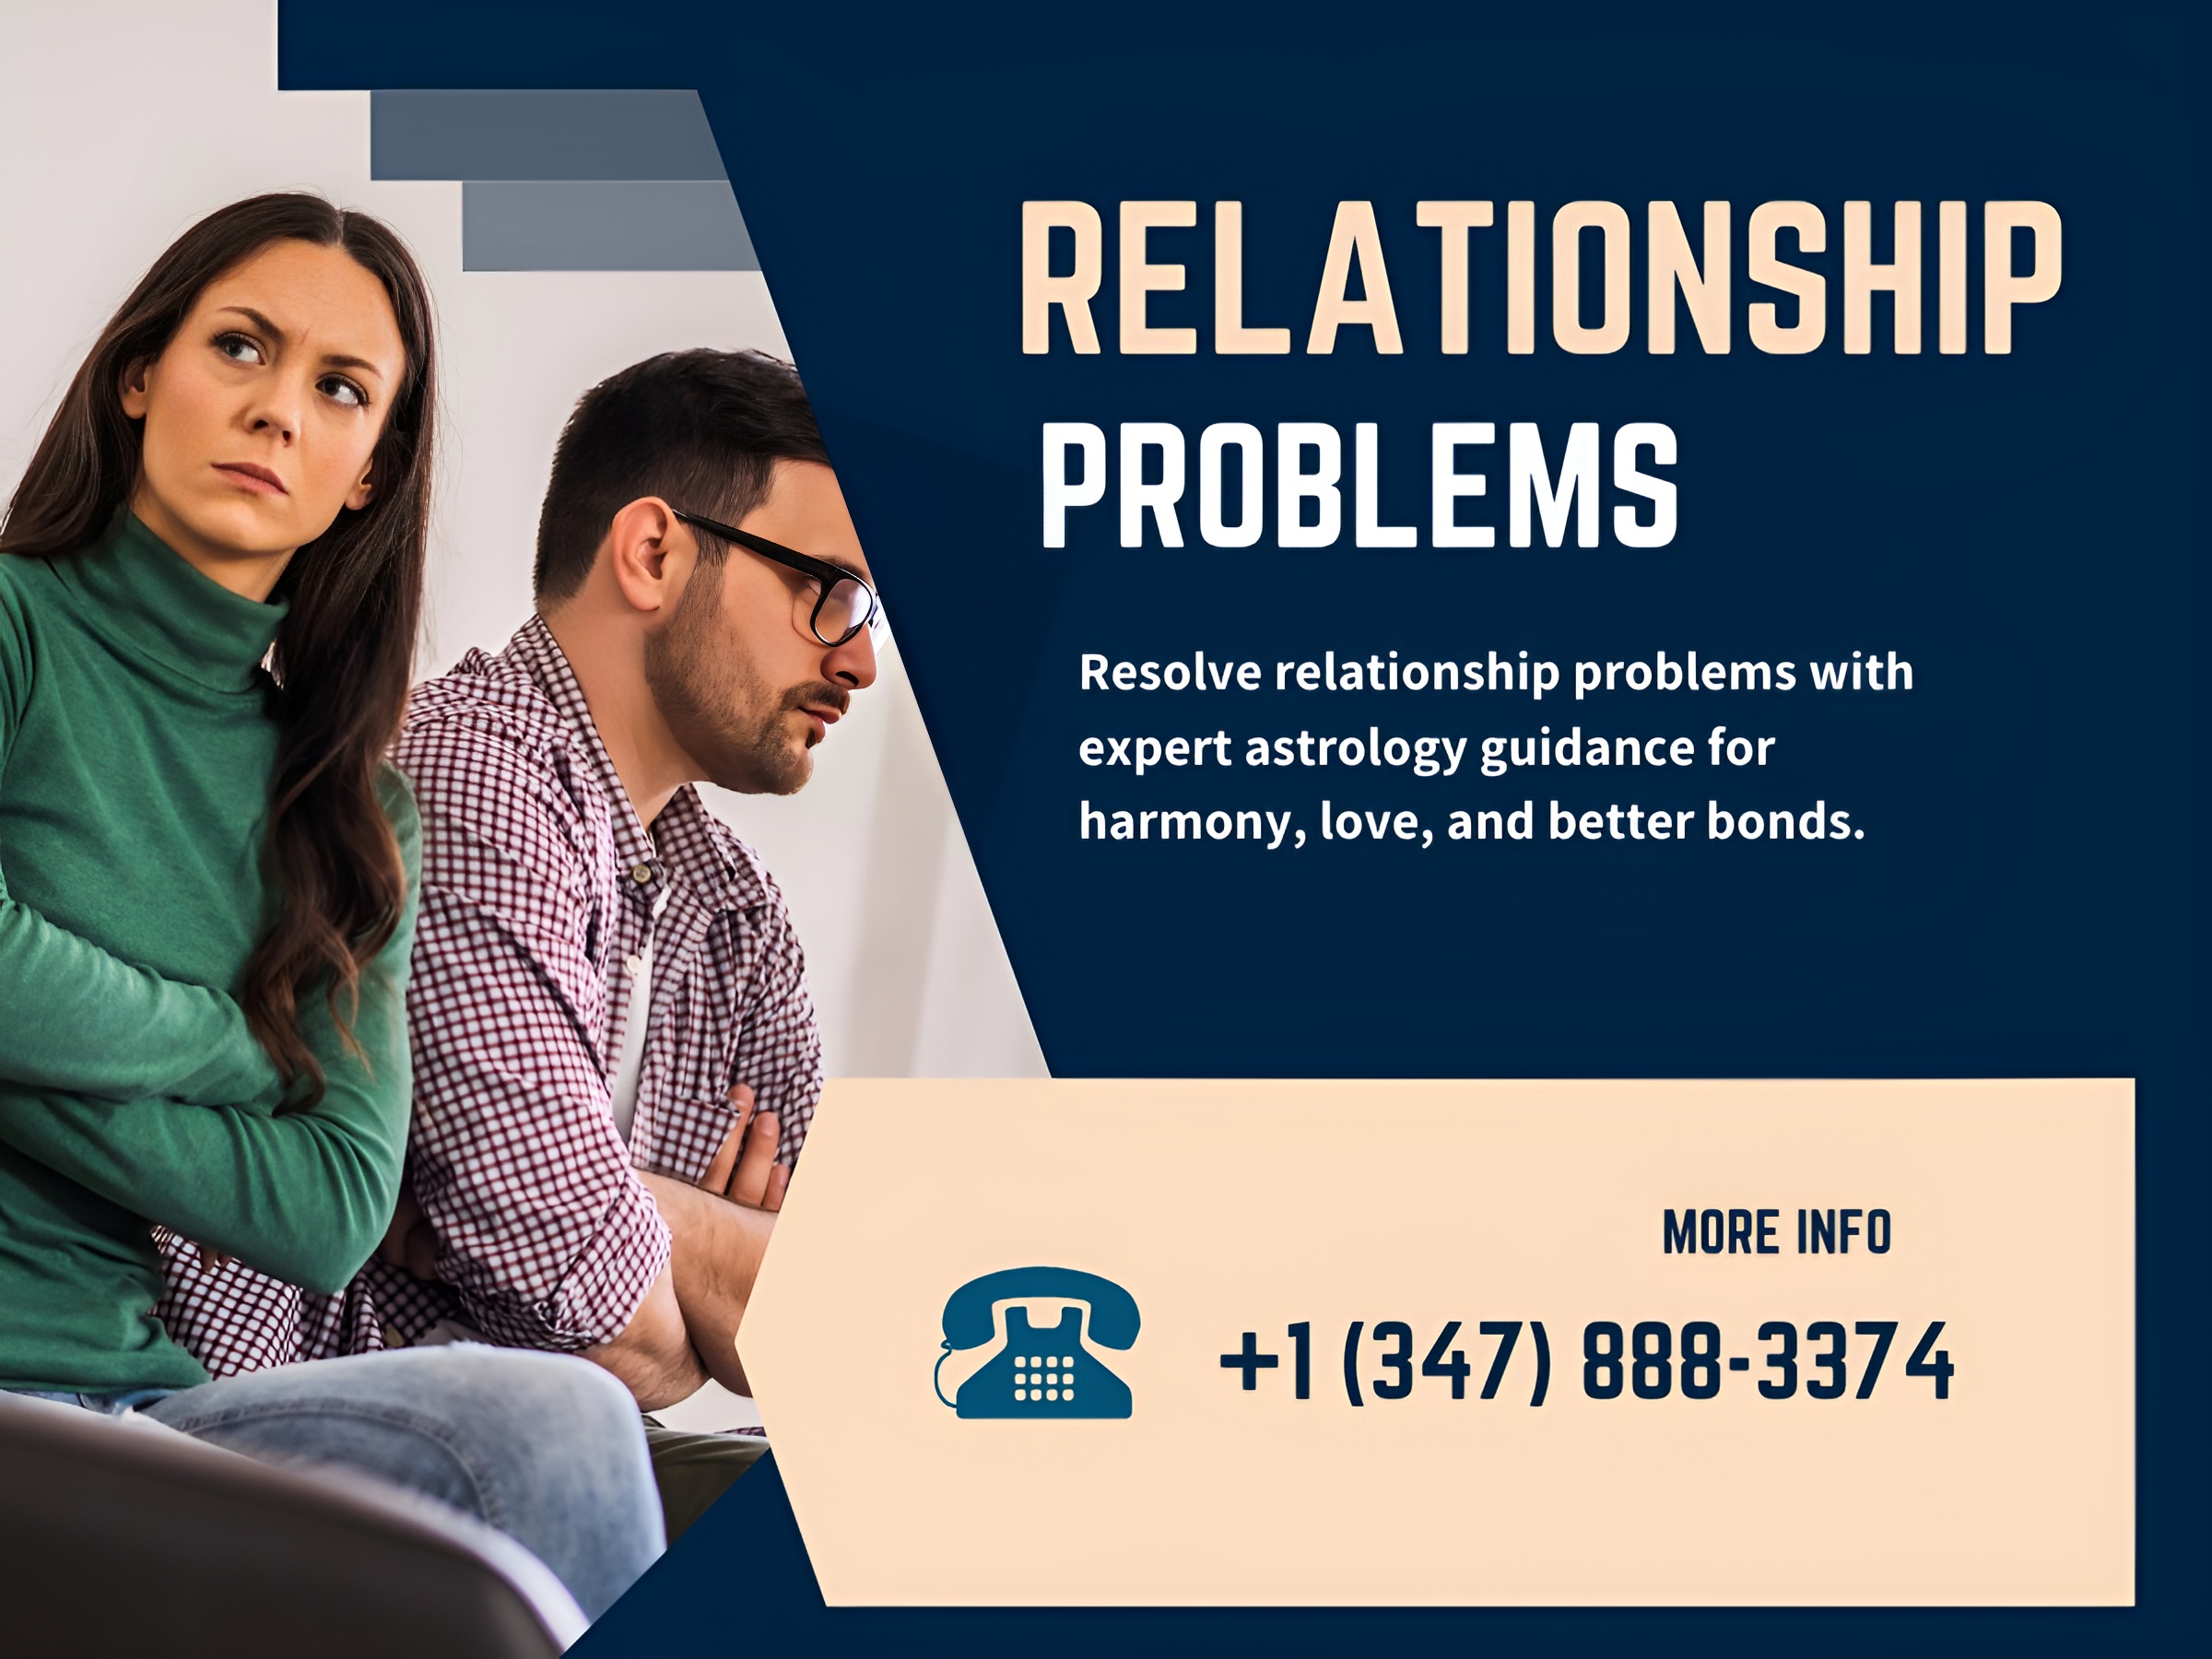 RELATIONSHIP
PROBLEMS
Resolve relationship problems with
expert astrology guidance for
harmony, love, and better bonds.
MORE INFO
+1 (347) 888-3374